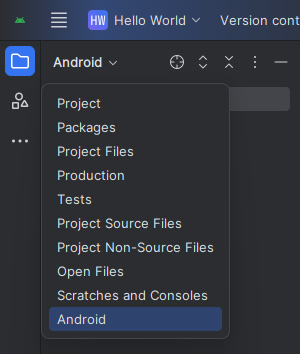 HW Hello World Version cont
Android
Project
Packages
Project Files
Production
Tests
Project Source Files
Project Non-Source Files
Open Files
Scratches and Consoles
Android